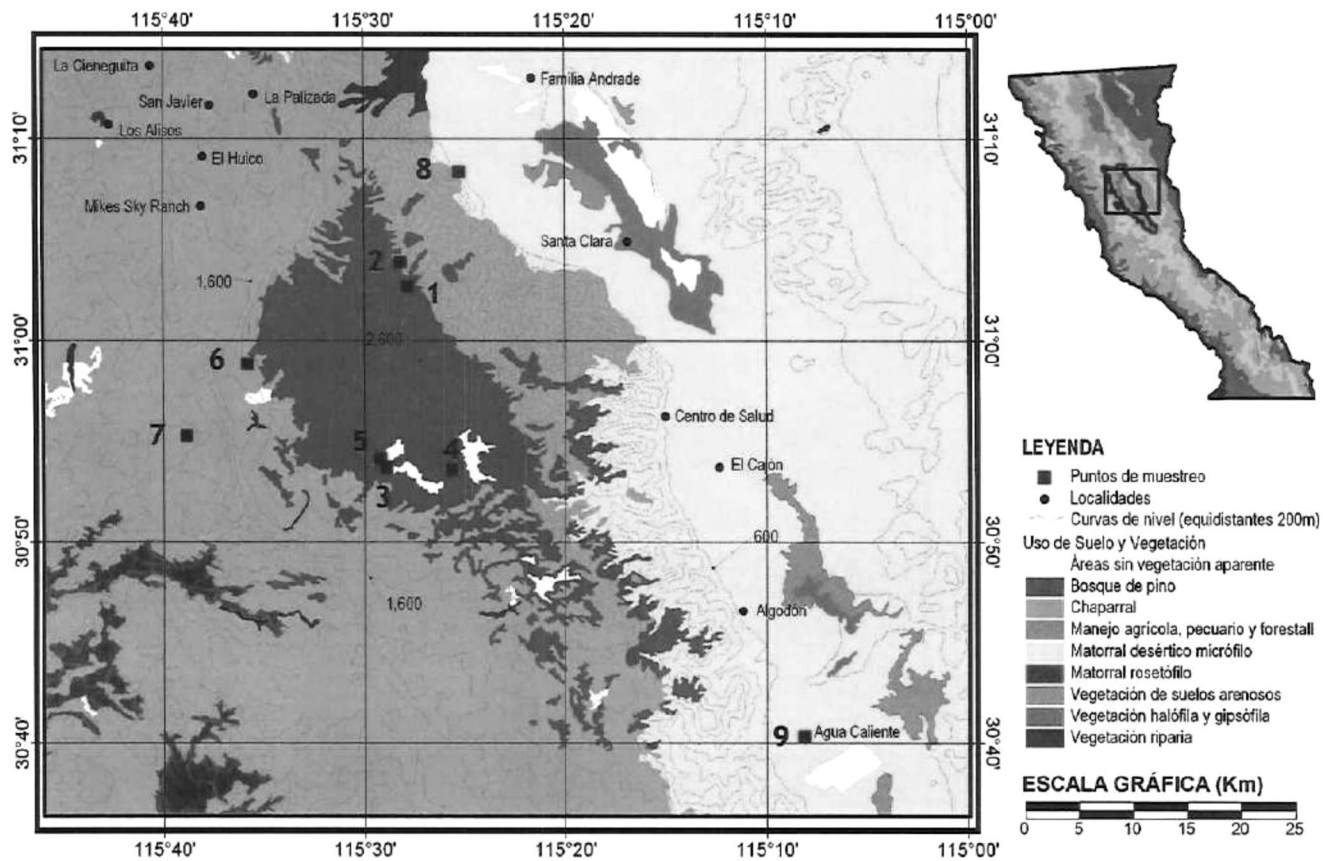 115°40' 115°30' 115°20' 115°10' 115°00'
La Cieneguita
Familia Andrade
San Javier
La Palizada
Los Alisos
31°10'
31°10'
El Huico
8
Mikes Sky Ranch
Santa Clara
2
1,600
1
2,600
31°00'
31°00'
6
Centro de Salud
7
5
4
El Cajón
3
30°50'
600
30°50'
1,600
Algodón
9
Agua Caliente
30°40'
30°40'
115°40' 115°30' 115°20' 115°10' 115°00'
LEYENDA
Puntos de muestreo
Localidades
Curvas de nivel (equidistantes 200m)
Uso de Suelo y Vegetación
Áreas sin vegetación aparente
Bosque de pino
Chaparral
Manejo agrícola, pecuario y forestall
Matorral desértico micrófilo
Matorral rosetófilo
Vegetación de suelos arenosos
Vegetación halófila y gipsófila
Vegetación riparia
ESCALA GRÁFICA (Km)
0 5 10 15 20 25